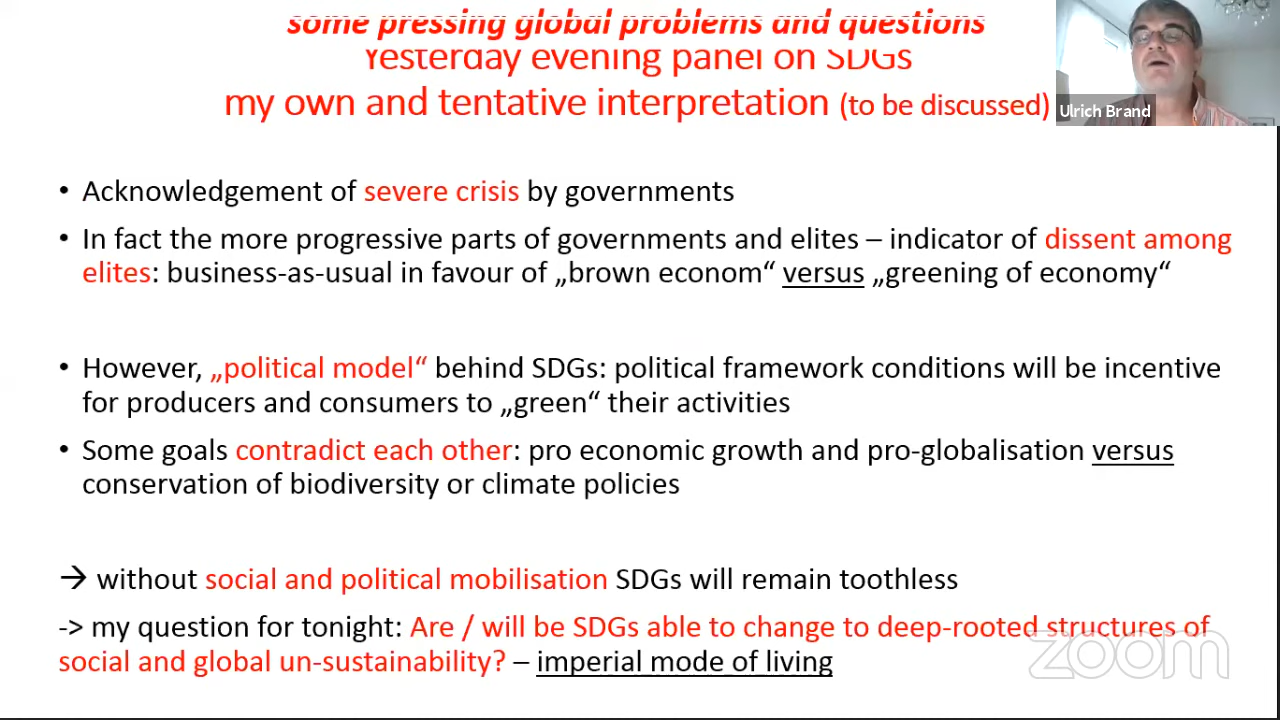 some pressing global problems and questions
Yesterday evening panel on SDGs
my own and tentative interpretation (to be discussed)
Ulrich Brand
• Acknowledgement of severe crisis by governments
• In fact the more progressive parts of governments and elites – indicator of dissent among
elites: business-as-usual in favour of „brown econom“ versus „greening of economy“
• However, „political model“ behind SDGs: political framework conditions will be incentive
for producers and consumers to „green“ their activities
• Some goals contradict each other: pro economic growth and pro-globalisation versus
conservation of biodiversity or climate policies
→ without social and political mobilisation SDGs will remain toothless
-> my question for tonight: Are / will be SDGs able to change to deep-rooted structures of
social and global un-sustainability? – imperial mode of living
zoom